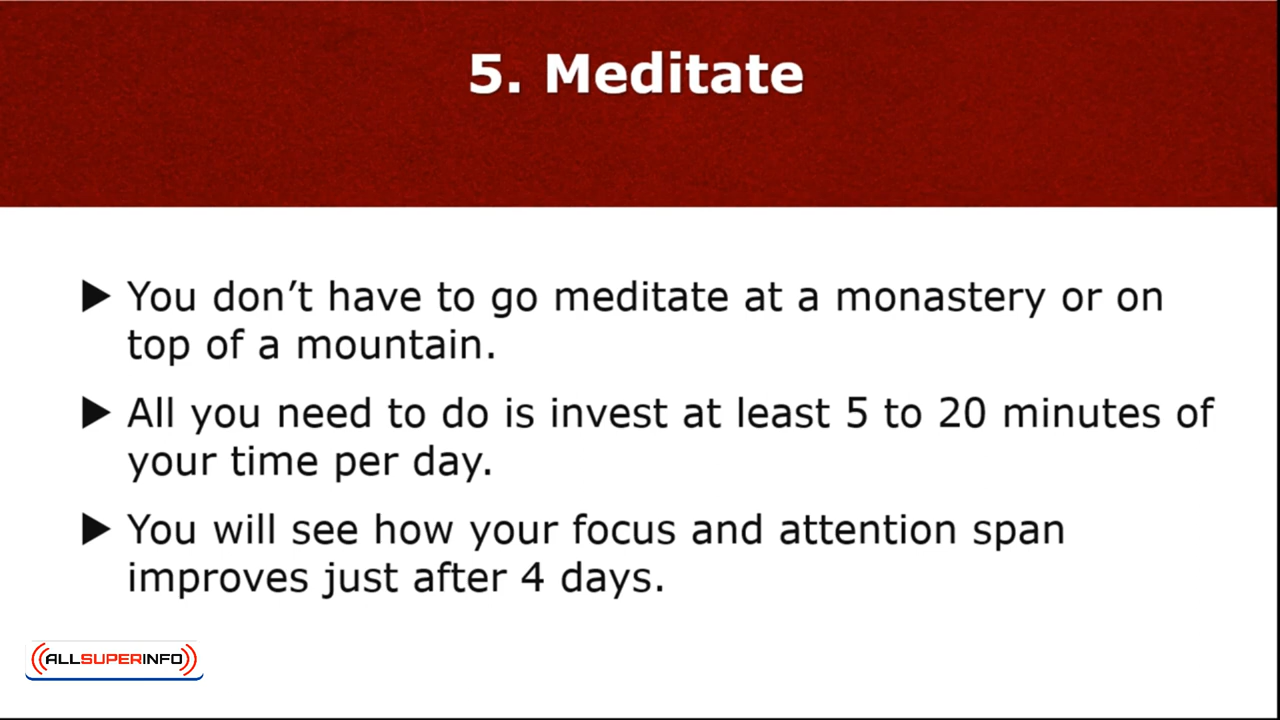 5. Meditate
▶ You don’t have to go meditate at a monastery or on
top of a mountain.
▶ All you need to do is invest at least 5 to 20 minutes of
your time per day.
▶ You will see how your focus and attention span
improves just after 4 days.
ALLSUPERINFO